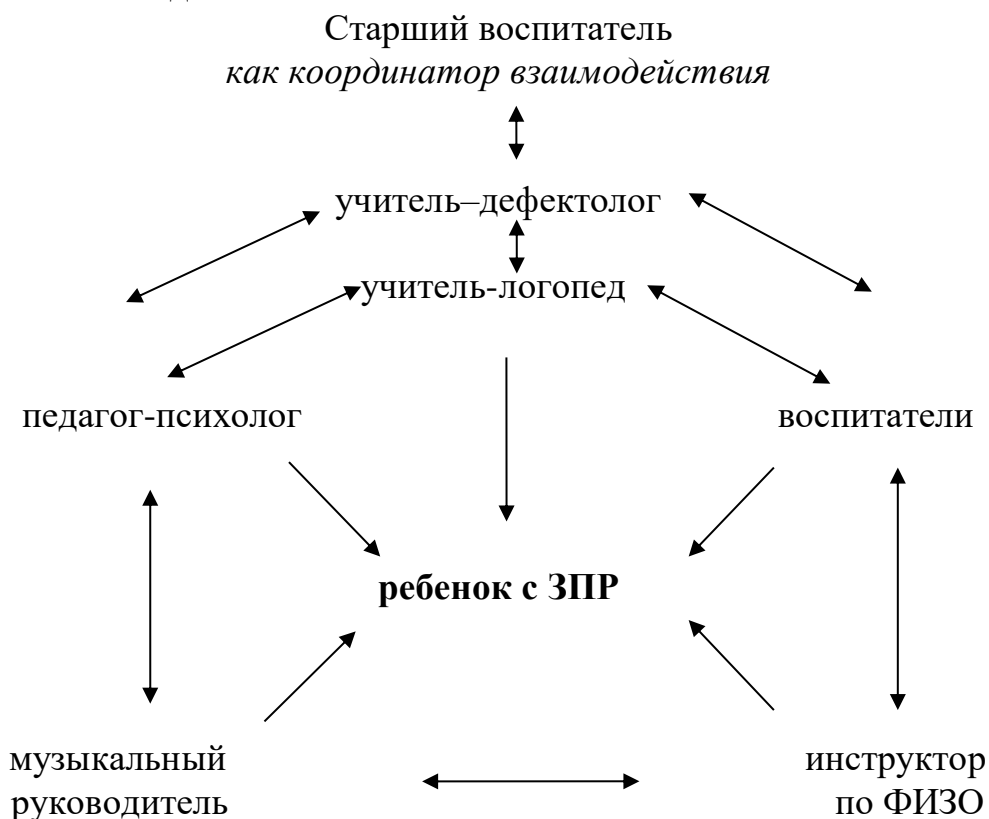 Старший воспитатель
как координатор взаимодействия
учитель–дефектолог
учитель-логопед
педагог-психолог
воспитатели
ребенок с ЗПР
музыкальный
руководитель
инструктор
по ФИЗО